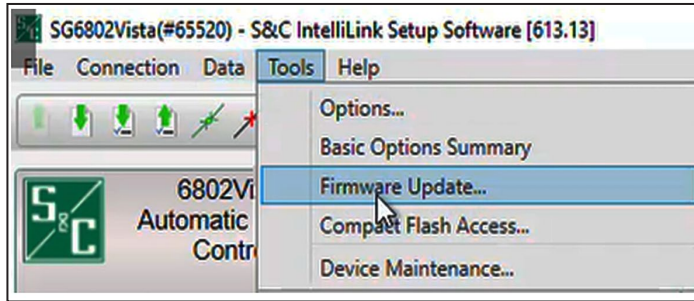 SG6802Vista(#65520) - S&C IntelliLink Setup Software [613.13]
File Connection Data Tools Help
Options...
Basic Options Summary
Firmware Update...
Compact Flash Access...
Device Maintenance...
S&C
6802Vi
Automatic
Contr